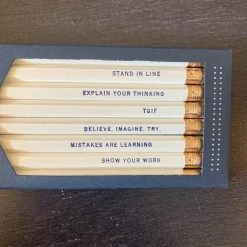 STAND IN LINE
EXPLAIN YOUR THINKING
TGIF
BELIEVE. IMAGINE. TRY.
MISTAKES ARE LEARNING
SHOW YOUR WORK